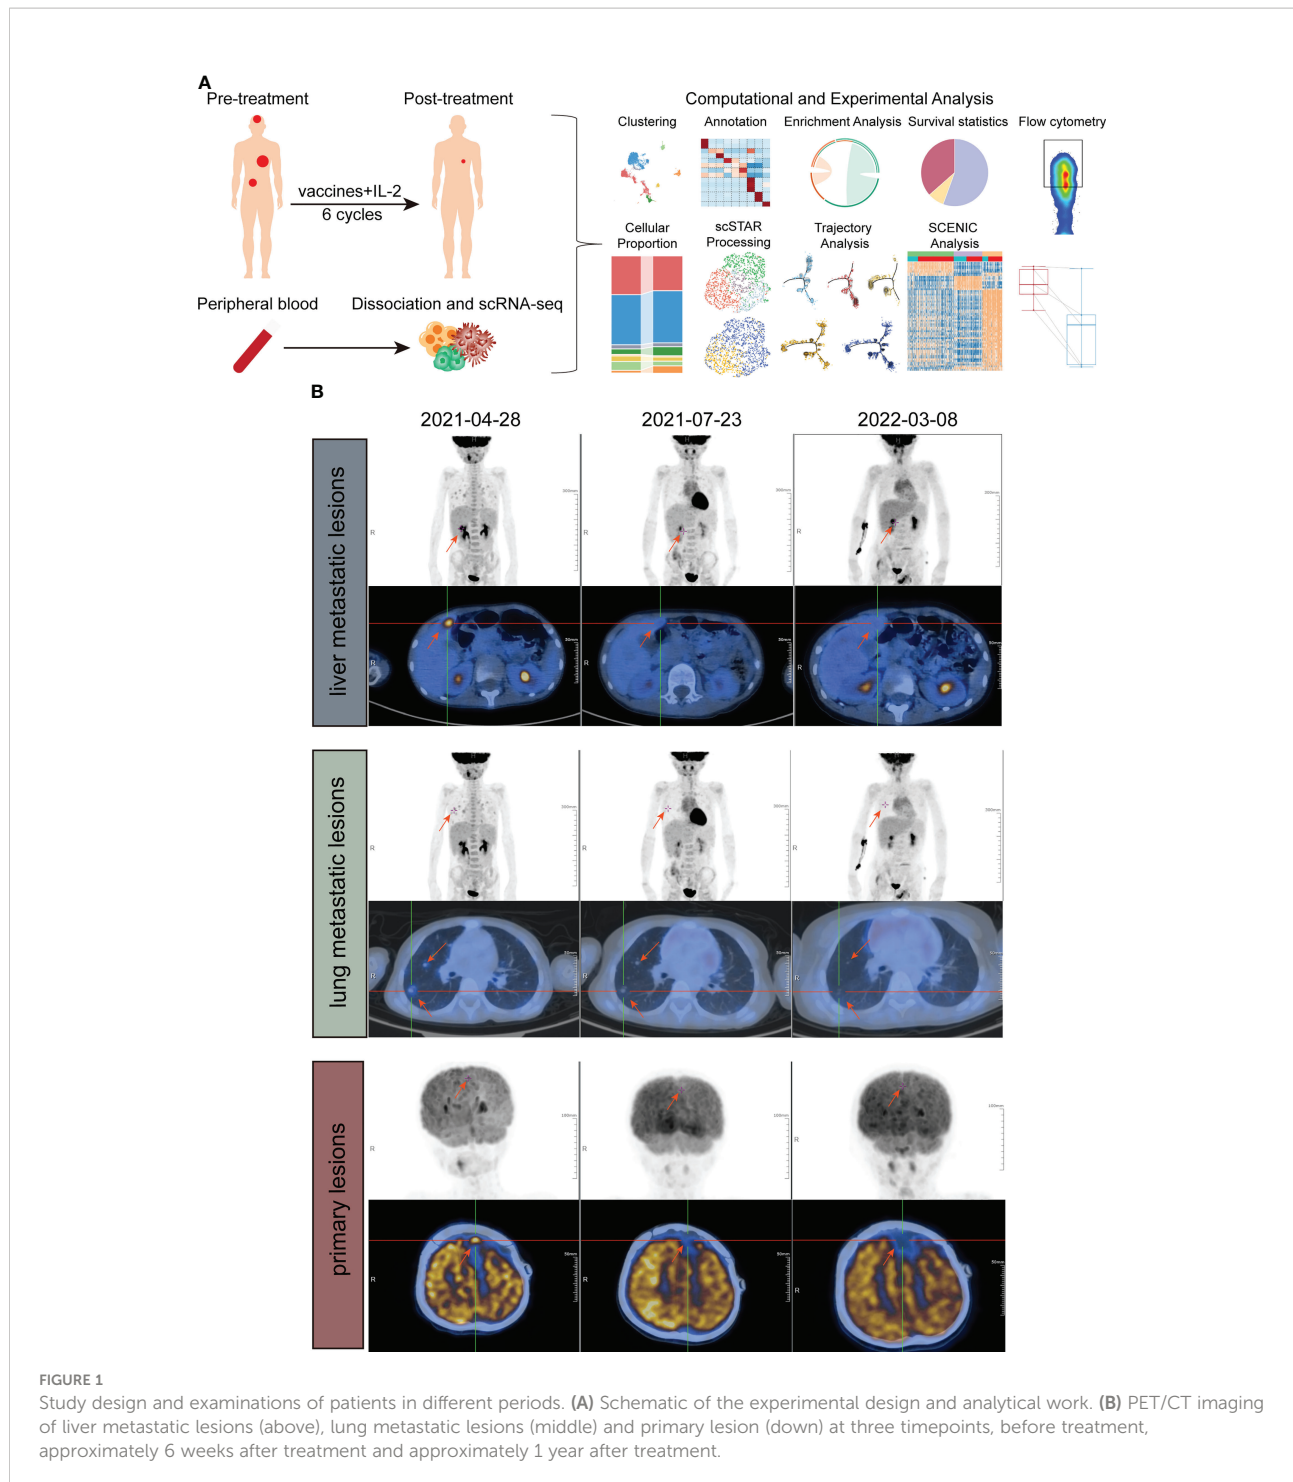 A
Pre-treatment
Post-treatment
vaccines+IL-2
6 cycles
Peripheral blood
Dissociation and scRNA-seq
Computational and Experimental Analysis
Clustering
Annotation
Enrichment Analysis
Survival statistics
Flow cytometry
Cellular
Proportion
scSTAR
Processing
Trajectory
Analysis
SCENIC
Analysis
B
2021-04-28
2021-07-23
2022-03-08
liver metastatic lesions
R
R
R
R
R
lung metastatic lesions
R
R
R
R
R
R
primary lesions
R
R
R
R
R
R
FIGURE 1
Study design and examinations of patients in different periods. (A) Schematic of the experimental design and analytical work. (B) PET/CT imaging
of liver metastatic lesions (above), lung metastatic lesions (middle) and primary lesion (down) at three timepoints, before treatment,
approximately 6 weeks after treatment and approximately 1 year after treatment.